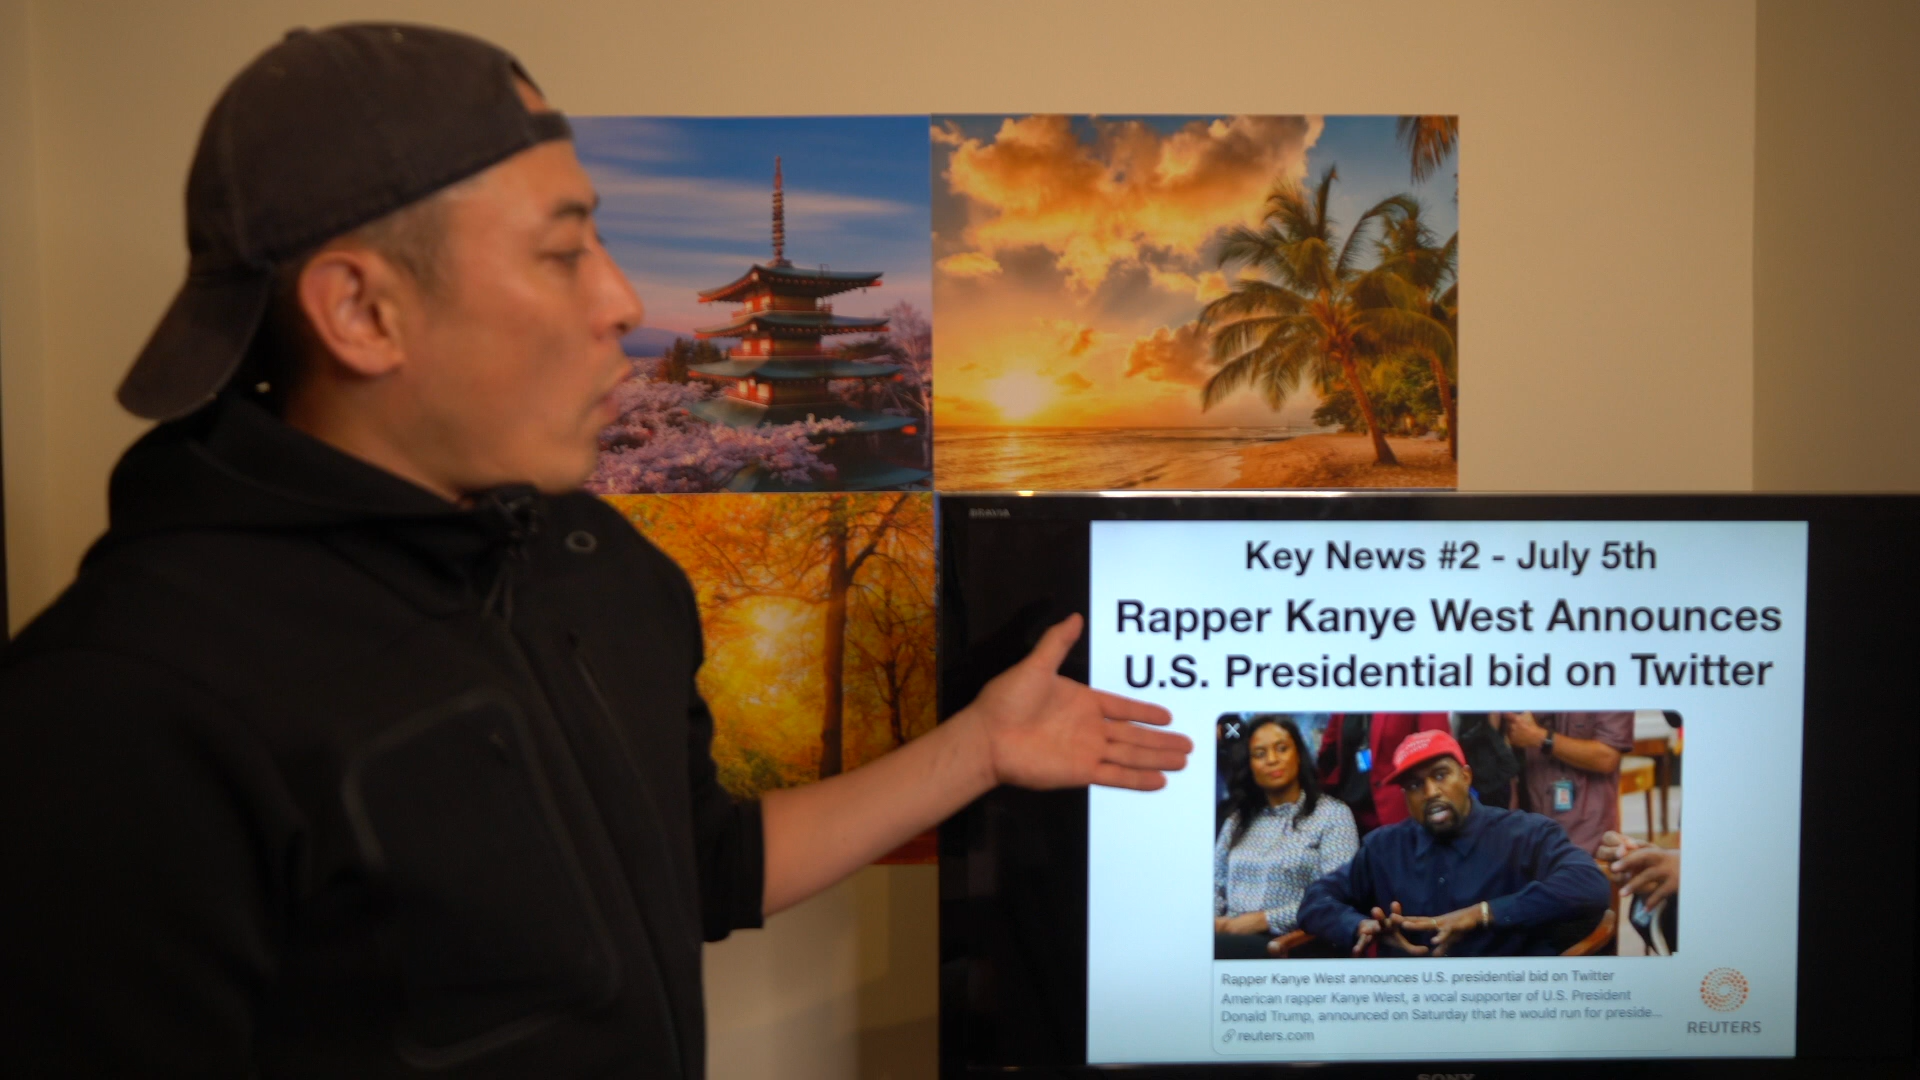 BRAVIA
Key News #2 - July 5th
Rapper Kanye West Announces
U.S. Presidential bid on Twitter
Rapper Kanye West announces U.S. presidential bid on Twitter
American rapper Kanye West, a vocal supporter of U.S. President
Donald Trump, announced on Saturday that he would run for preside...
reuters.com
REUTERS
SONY